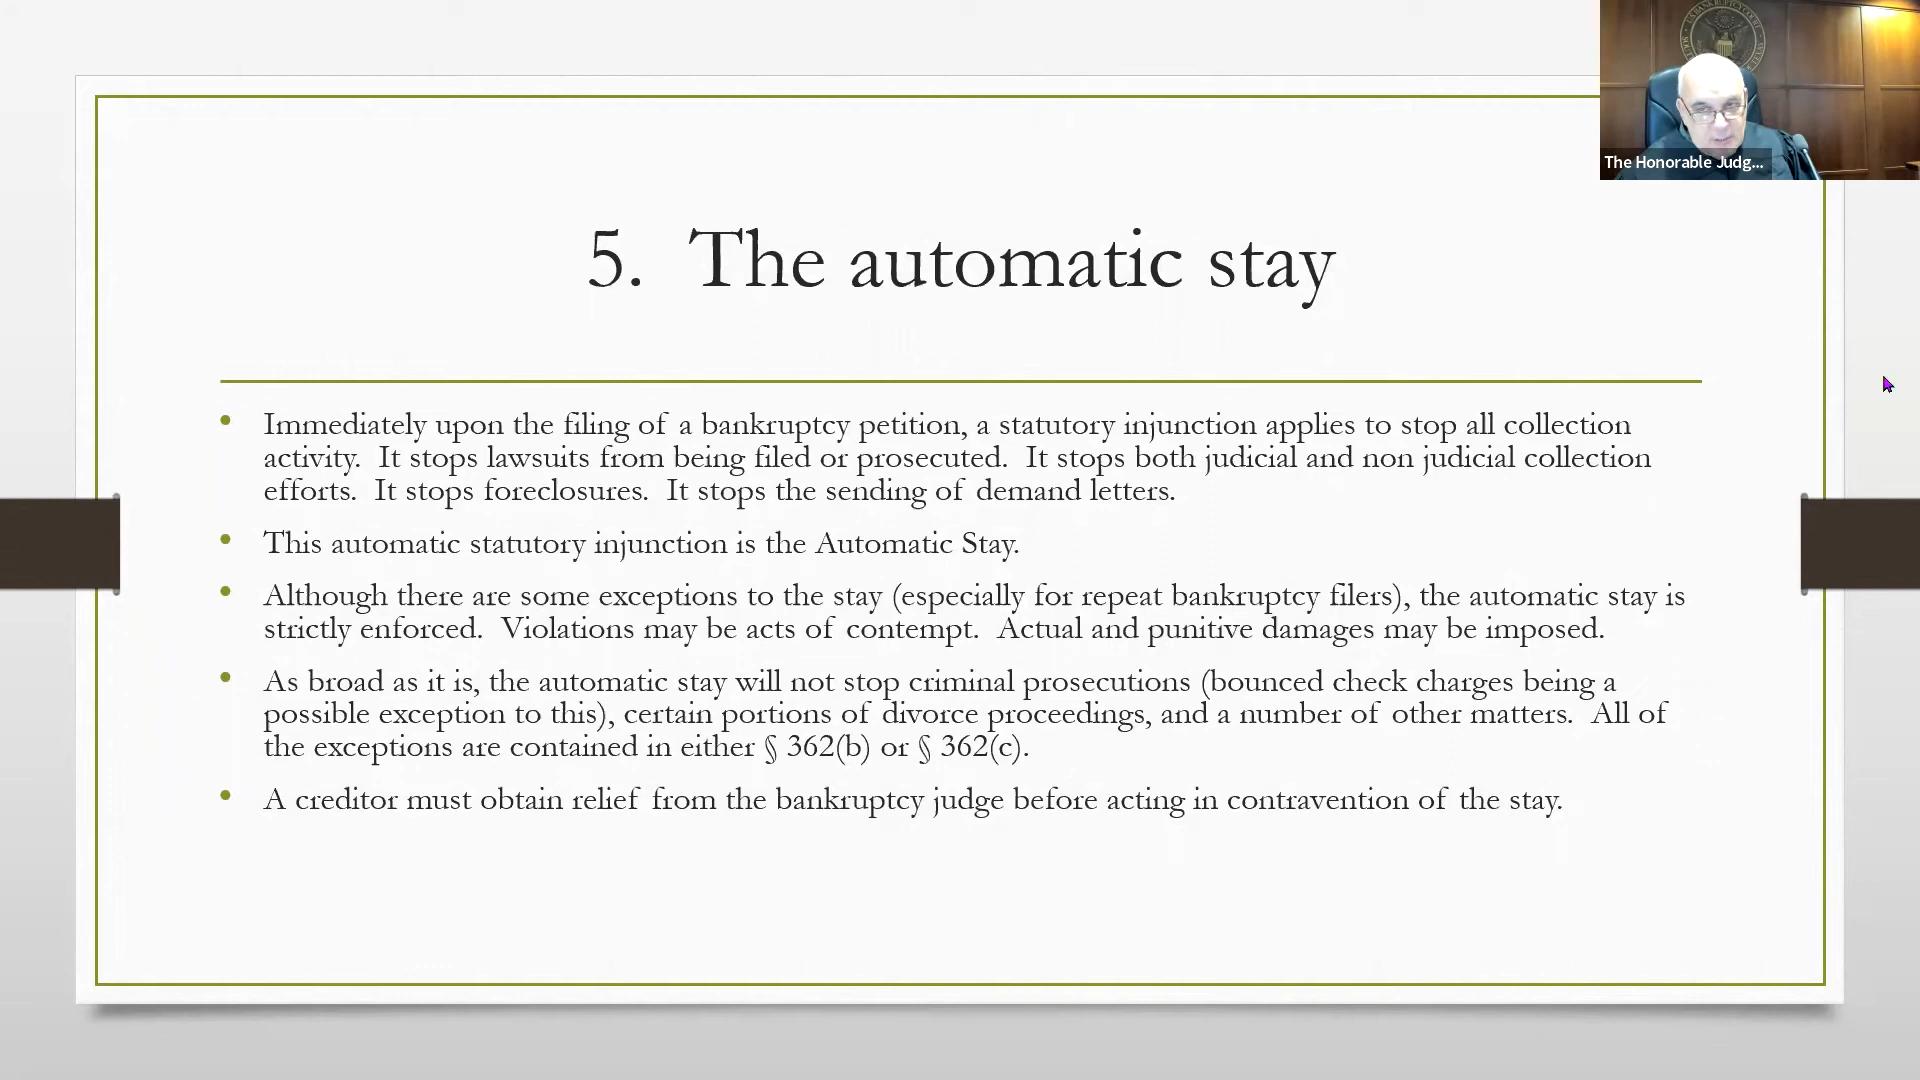 The Honorable Judg...
5. The automatic stay
• Immediately upon the filing of a bankruptcy petition, a statutory injunction applies to stop all collection
activity. It stops lawsuits from being filed or prosecuted. It stops both judicial and non judicial collection
efforts. It stops foreclosures. It stops the sending of demand letters.
• This automatic statutory injunction is the Automatic Stay.
• Although there are some exceptions to the stay (especially for repeat bankruptcy filers), the automatic stay is
strictly enforced. Violations may be acts of contempt. Actual and punitive damages may be imposed.
• As broad as it is, the automatic stay will not stop criminal prosecutions (bounced check charges being a
possible exception to this), certain portions of divorce proceedings, and a number of other matters. All of
the exceptions are contained in either § 362(b) or § 362(c).
• A creditor must obtain relief from the bankruptcy judge before acting in contravention of the stay.